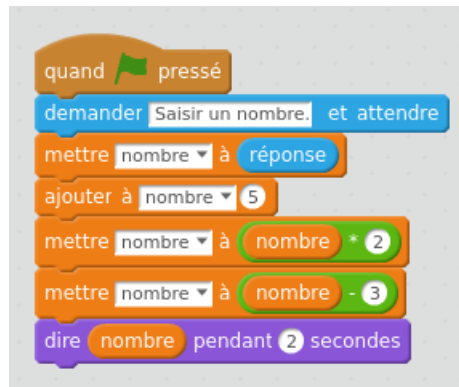 quand pressé
demander Saisir un nombre. et attendre
mettre nombre à réponse
ajouter à nombre 5
mettre nombre à nombre * 2
mettre nombre à nombre - 3
dire nombre pendant 2 secondes